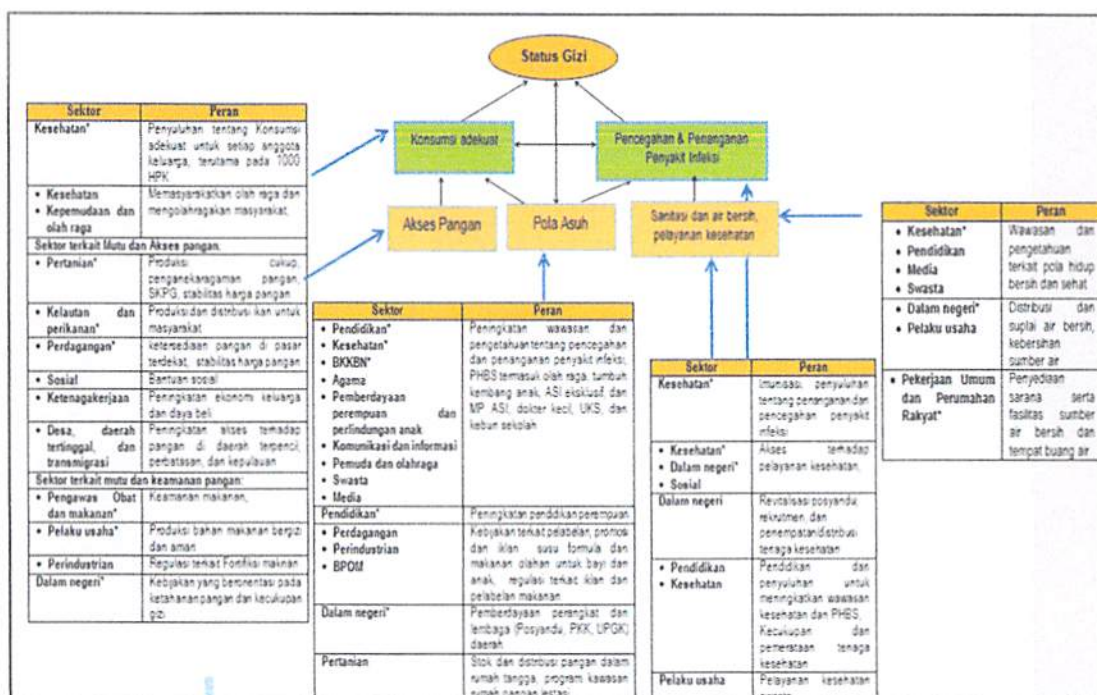 Status Gizi
Konsumsi adekuat
Pencegahan & Penanganan
Penyakit Infeksi
Akses Pangan
Pola Asuh
Sanitasi dan air bersih,
pelayanan kesehatan
Sektor Peran
Kesehatan* Penyuluhan tentang Konsumsi
adekuat untuk setiap anggota
keluarga, terutama pada 1000
HPK
• Kesehatan Memasyarakatkan olah raga dan
• Kepemudaan dan mengolahragakan masyarakat,
olah raga
Sektor terkait Mutu dan Akses pangan:
• Pertanian* Produksi cukup,
penganekaragaman pangan,
SKPG, stabilitas harga pangan
• Kelautan dan Produksi dan distribusi ikan untuk
perikanan* masyarakat
• Perdagangan* ketersediaan pangan di pasar
terdekat, stabilitas harga pangan
• Sosial Bantuan sosial
• Ketenagakerjaan Peningkatan ekonomi keluarga
dan daya beli
• Desa, daerah Peningkatan akses terhadap
tertinggal, dan pangan di daerah terpencil,
transmigrasi perbatasan, dan kepulauan
Sektor terkait mutu dan keamanan pangan:
• Pengawas Obat Keamanan makanan,
dan makanan*
• Pelaku usaha* Produksi bahan makanan bergizi
dan aman
• Perindustrian Regulasi terkait Fortifiksi maknan
Dalam negeri* Kebijakan yang berorientasi pada
ketahanan pangan dan kecukupan
gizi
Sektor Peran
• Pendidikan* Peningkatan wawasan dan
• Kesehatan* pengetahuan tentang pencegahan
• BKKBN* dan penanganan penyakit infeksi,
• Agama PHBS termasuk olah raga, tumbuh
• Pemberdayaan kembang anak, ASI eksklusif, dan
perempuan dan MP ASI, dokter kecil, UKS, dan
perlindungan anak kebun sekolah
• Komunikasi dan informasi
• Pemuda dan olahraga
• Swasta
• Media
Pendidikan* Peningkatan pendidikan perempuan
• Perdagangan Kebijakan terkait pelabelan, promosi
• Perindustrian dan iklan susu formula dan
• BPOM makanan olahan untuk bayi dan
anak, regulasi terkait iklan dan
pelabelan makanan
Dalam negeri* Pemberdayaan perangkat dan
lembaga (Posyandu, PKK, UPGK)
daerah
Pertanian Stok dan distribusi pangan dalam
rumah tangga, program kawasan
rumah pangan lestari
Sektor Peran
Kesehatan* Imunisasi, penyuluhan
tentang penanganan dan
pencegahan penyakit
infeksi
• Kesehatan* Akses terhadap
• Dalam negeri* pelayanan kesehatan,
• Sosial
Dalam negeri Revitalisasi posyandu,
rekrutmen, dan
penempatan/distribusi
tenaga kesehatan
• Pendidikan Pendidikan dan
• Kesehatan penyuluhan untuk
meningkatkan wawasan
kesehatan dan PHBS,
Kecukupan dan
pemerataan tenaga
kesehatan
Pelaku usaha Pelayanan kesehatan
Sektor Peran
• Kesehatan* Wawasan dan
• Pendidikan pengetahuan
• Media terkait pola hidup
• Swasta bersih dan sehat
• Dalam negeri* Distribusi dan
• Pelaku usaha suplai air bersih,
kebersihan
sumber air
• Pekerjaan Umum Penyediaan
dan Perumahan sarana serta
Rakyat* fasilitas sumber
air bersih dan
tempat buang air